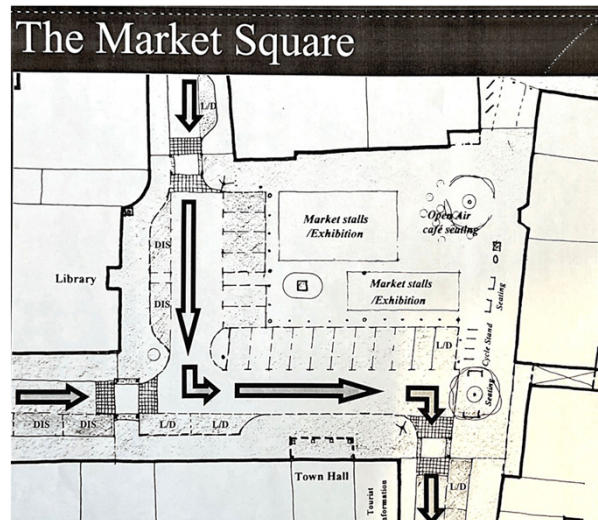 The Market Square
L/D
Market stalls
/Exhibition
Open Air
café seating
DIS
Library
DIS
Market stalls
/Exhibition
Seating
Cycle Stand
L/D
Seating
DIS
DIS
L/D
L/D
Town Hall
Tourist
L/D